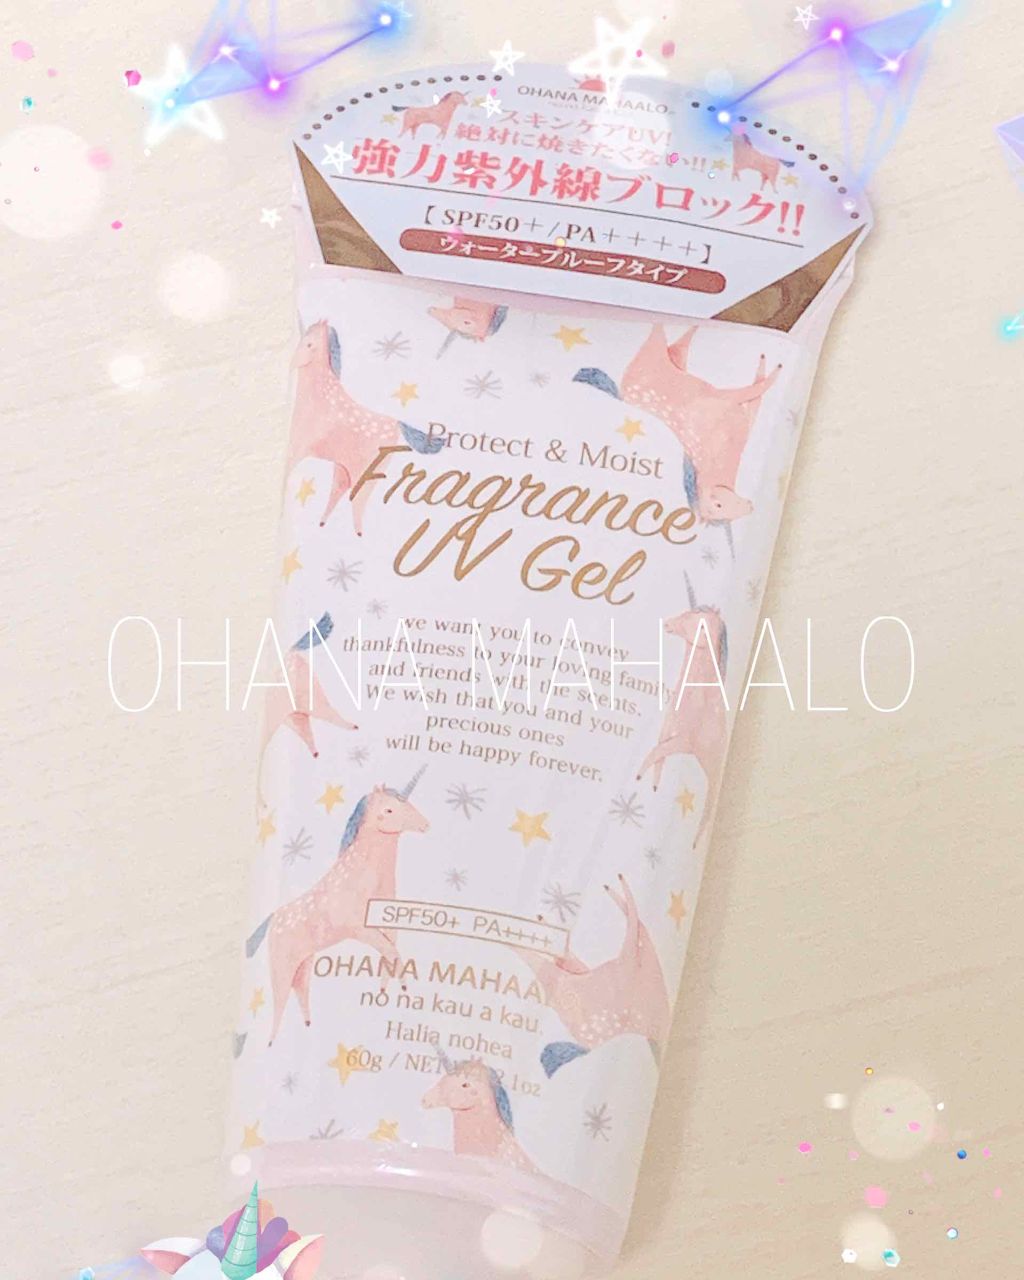 OHANA MAHAALO
スキンケアUV!
絶対に焼きたくない!!
強力紫外線ブロック!!
【SPF50+/PA++++】
ウォータープルーフタイプ
Protect & Moist
Fragrance
UV Gel
we want you to convey
thankfulness to your loving family
and friends with the scents.
We wish that you and your
precious ones
will be happy forever.
OHANA MAHAALO
SPF50+ PA++++
OHANA MAHAALO
no na kau a kau.
Halia nohea
60g / NET WT. 2.1oz